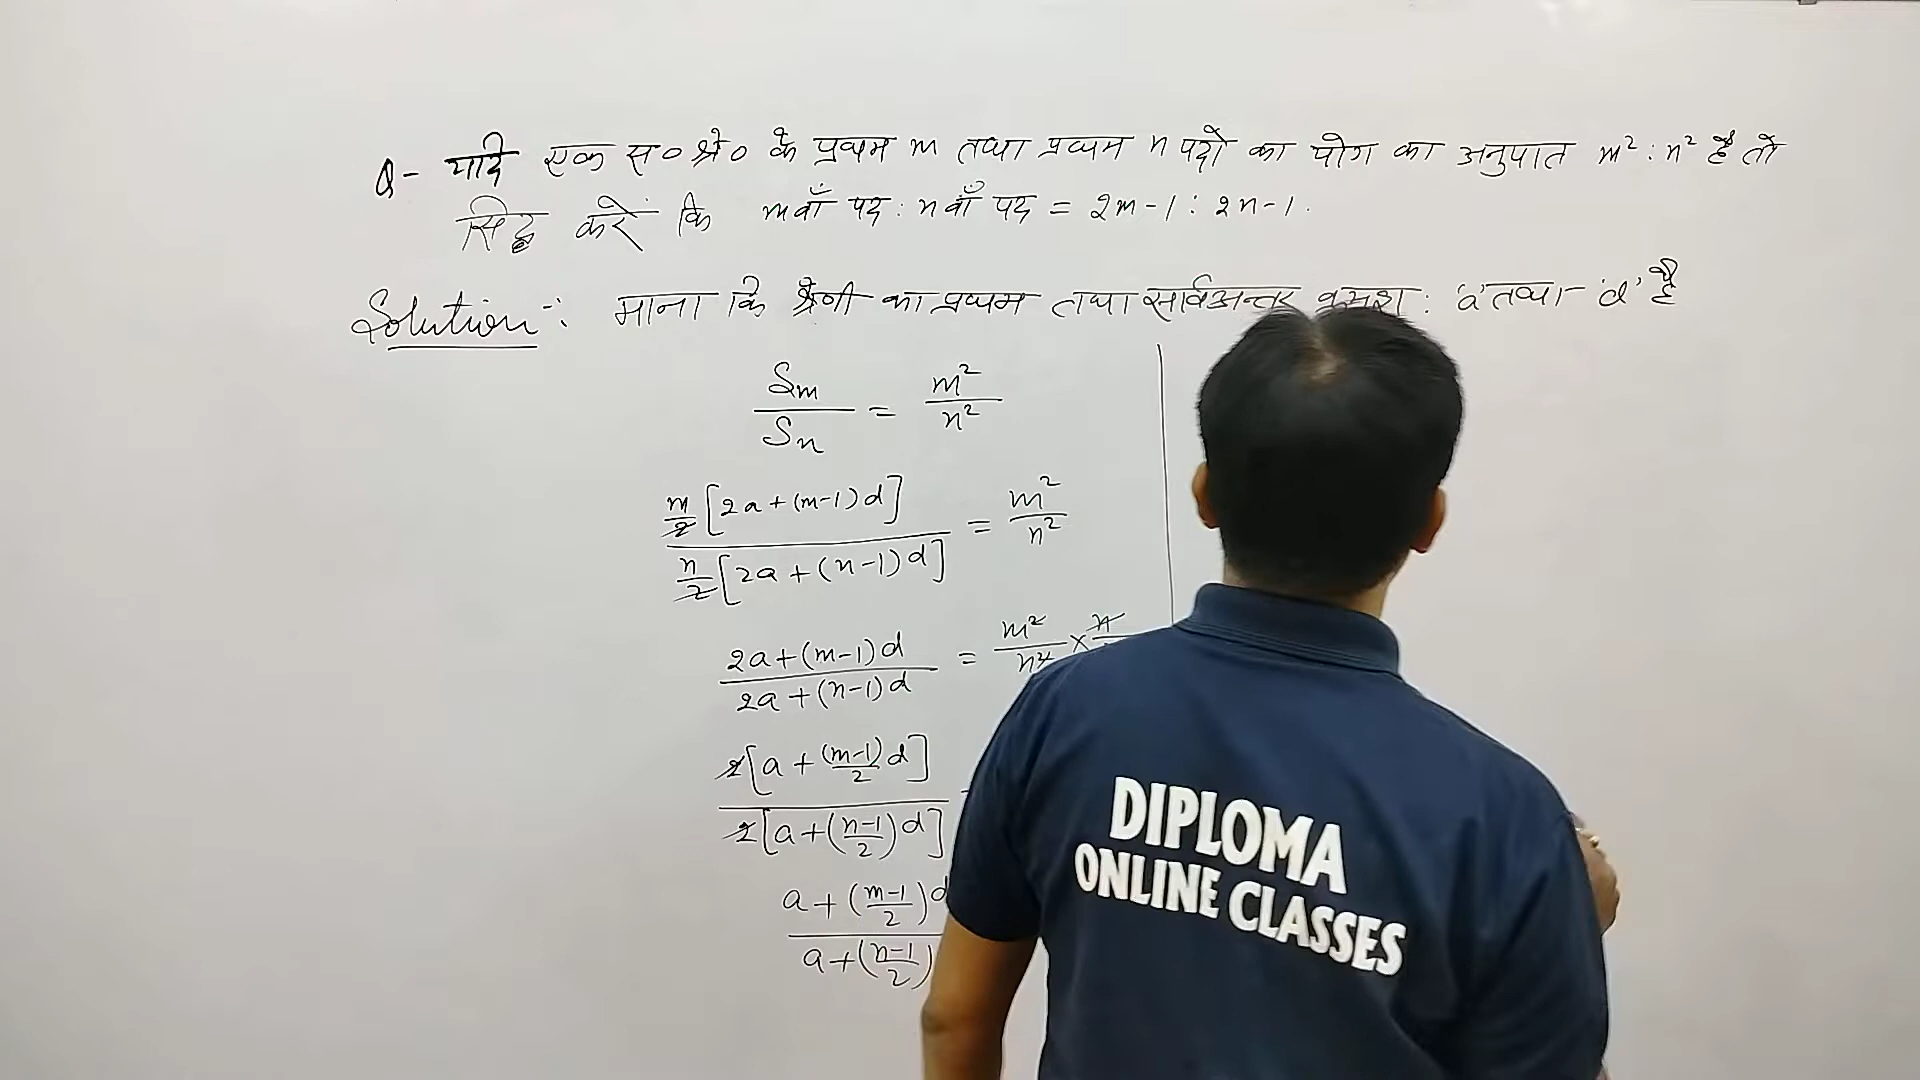 Q- यदि एक स० श्रे० के प्रथम m तथा प्रथम n पदों का योग का अनुपात m² : n² है तो
सिद्ध करें कि mवाँ पद : nवाँ पद = 2m-1 : 2n-1.
Solution :- माना कि श्रेणी का प्रथम तथा सार्वअन्तर क्रमश: 'a' तथा 'd' है
Sm/Sn = m²/n²
m/2 [2a+(m-1)d] / n/2 [2a+(n-1)d] = m²/n²
2a+(m-1)d / 2a+(n-1)d = m²/n² × n
2[a+(m-1)/2 d] / 2[a+((n-1)/2)d]
a+((m-1)/2)d / a+((n-1)/2)
DIPLOMA
ONLINE CLASSES